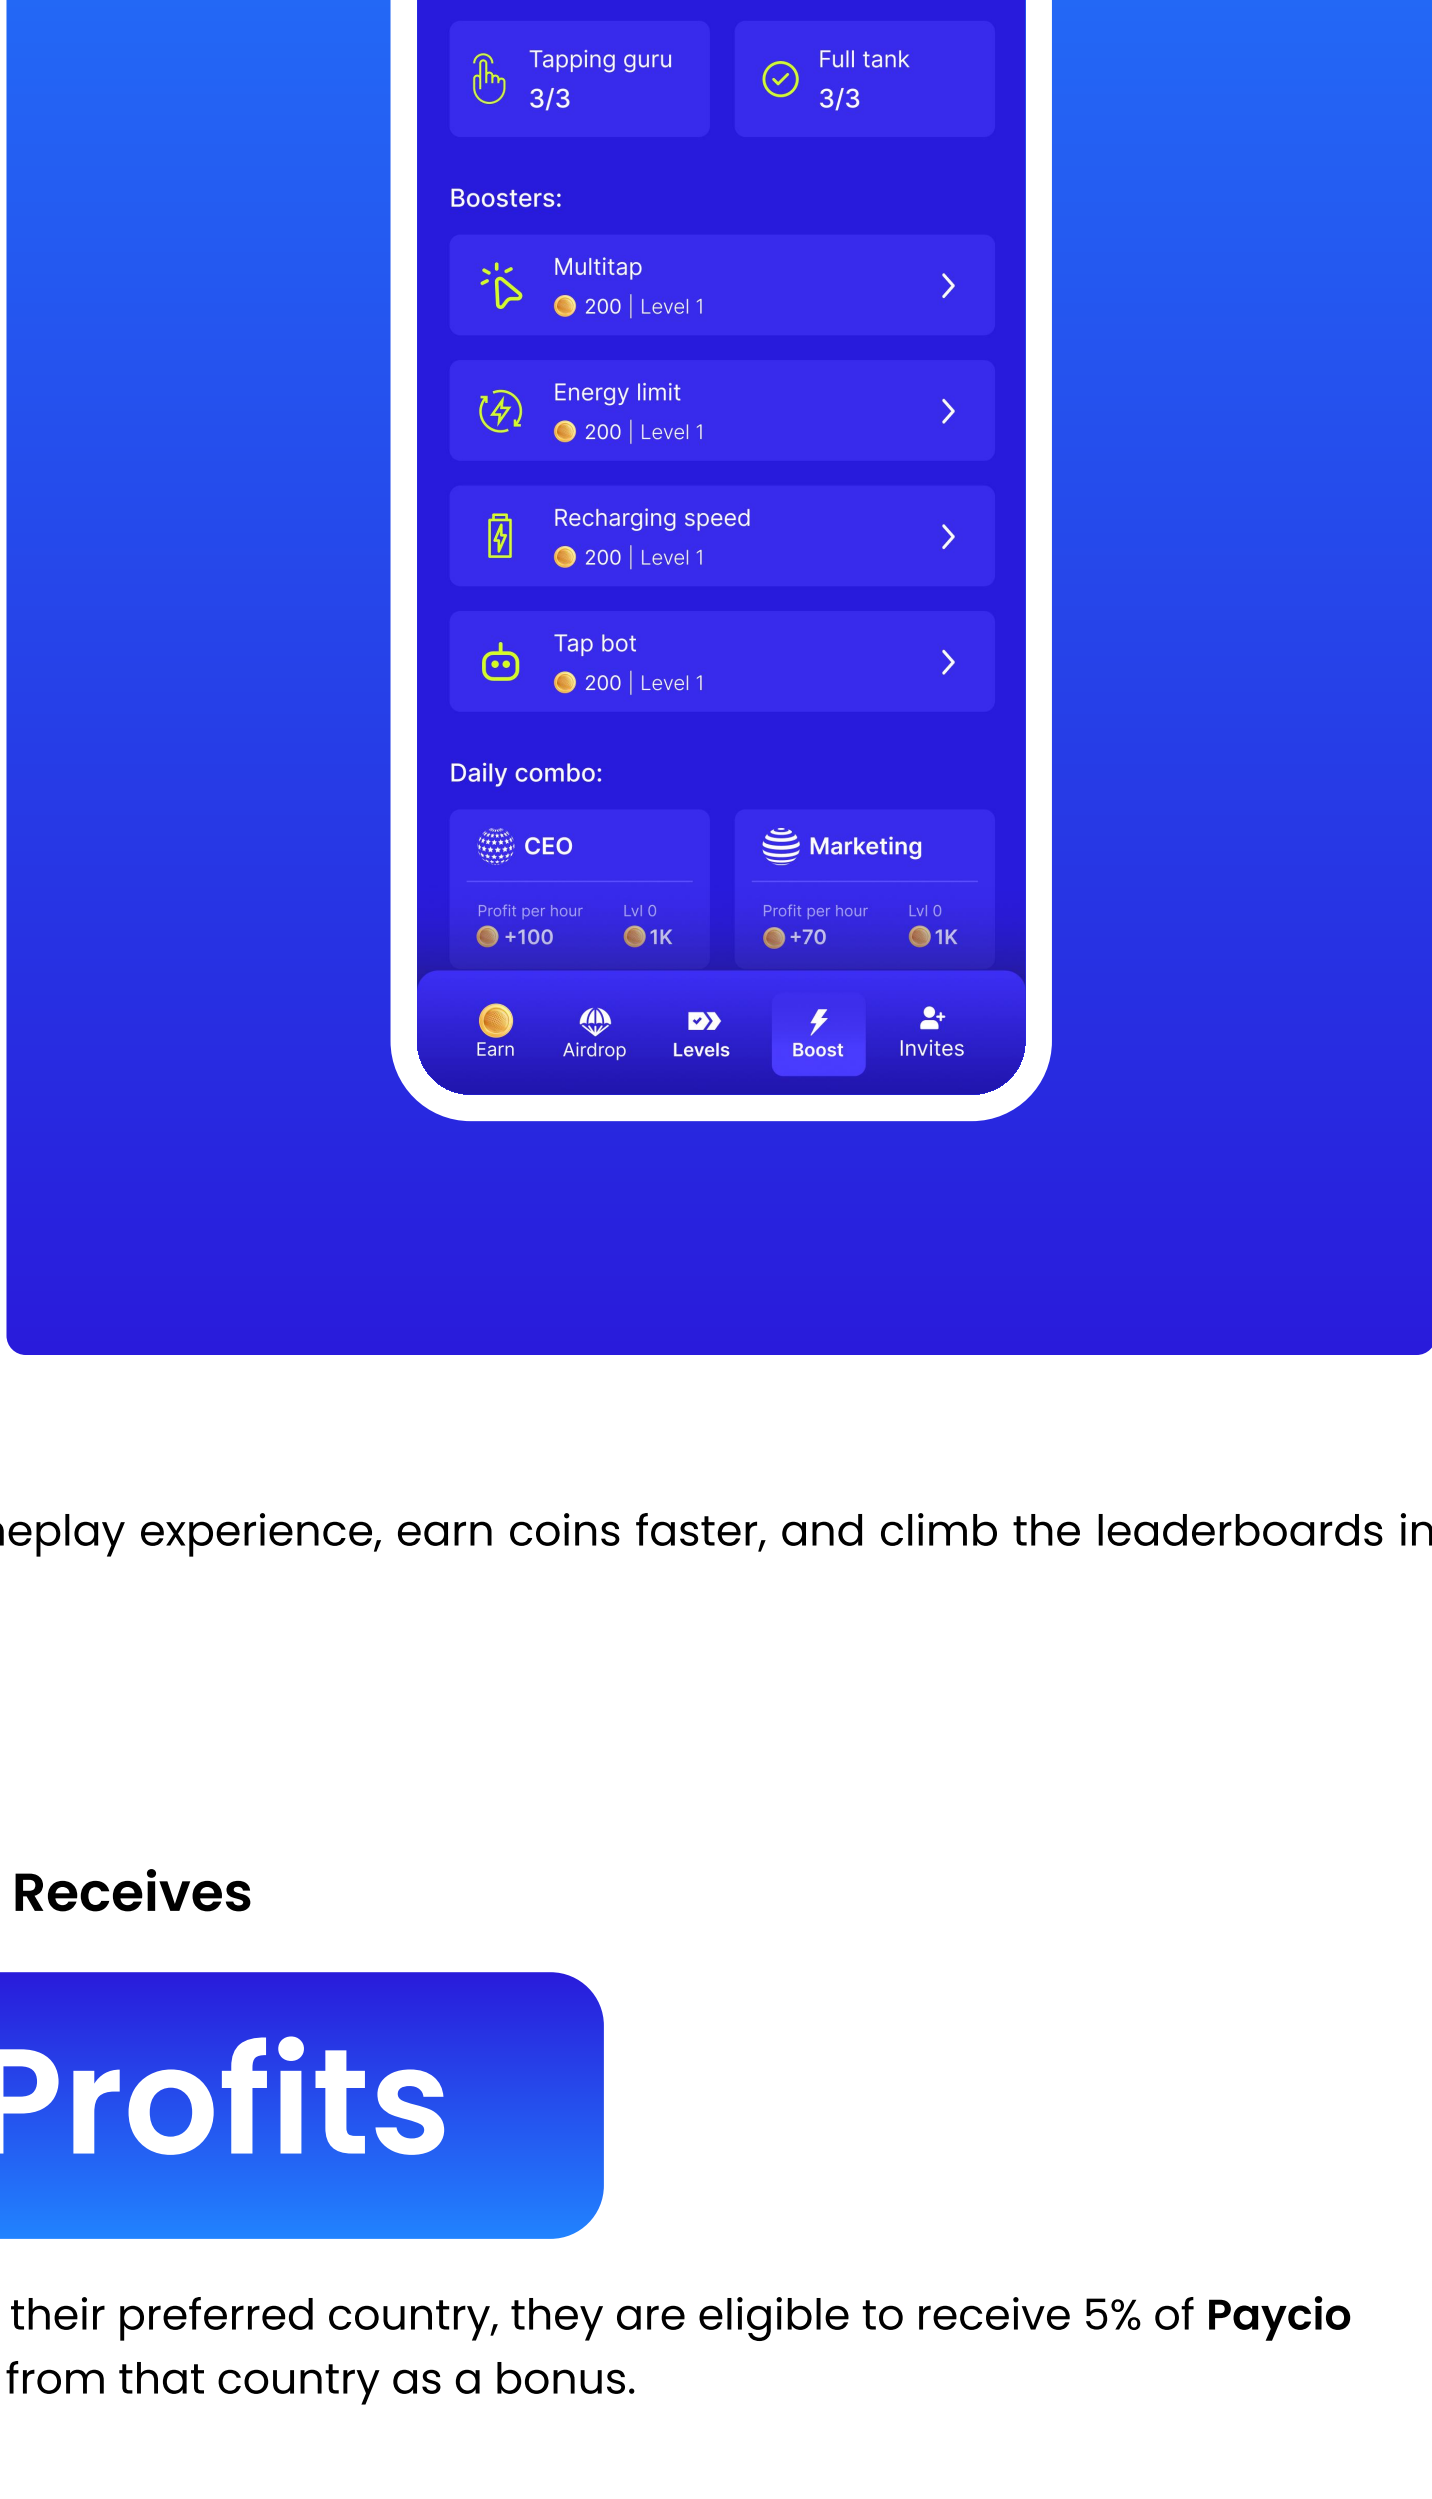 Tapping guru
3/3
Full tank
3/3
Boosters:
Multitap
200 | Level 1
Energy limit
200 | Level 1
Recharging speed
200 | Level 1
Tap bot
200 | Level 1
Daily combo:
CEO
Profit per hour Lvl 0
+100 1K
Marketing
Profit per hour Lvl 0
+70 1K
Earn Airdrop Levels Boost Invites
eplay experience, earn coins faster, and climb the leaderboards in
Receives
Profits
their preferred country, they are eligible to receive 5% of Paycio
from that country as a bonus.